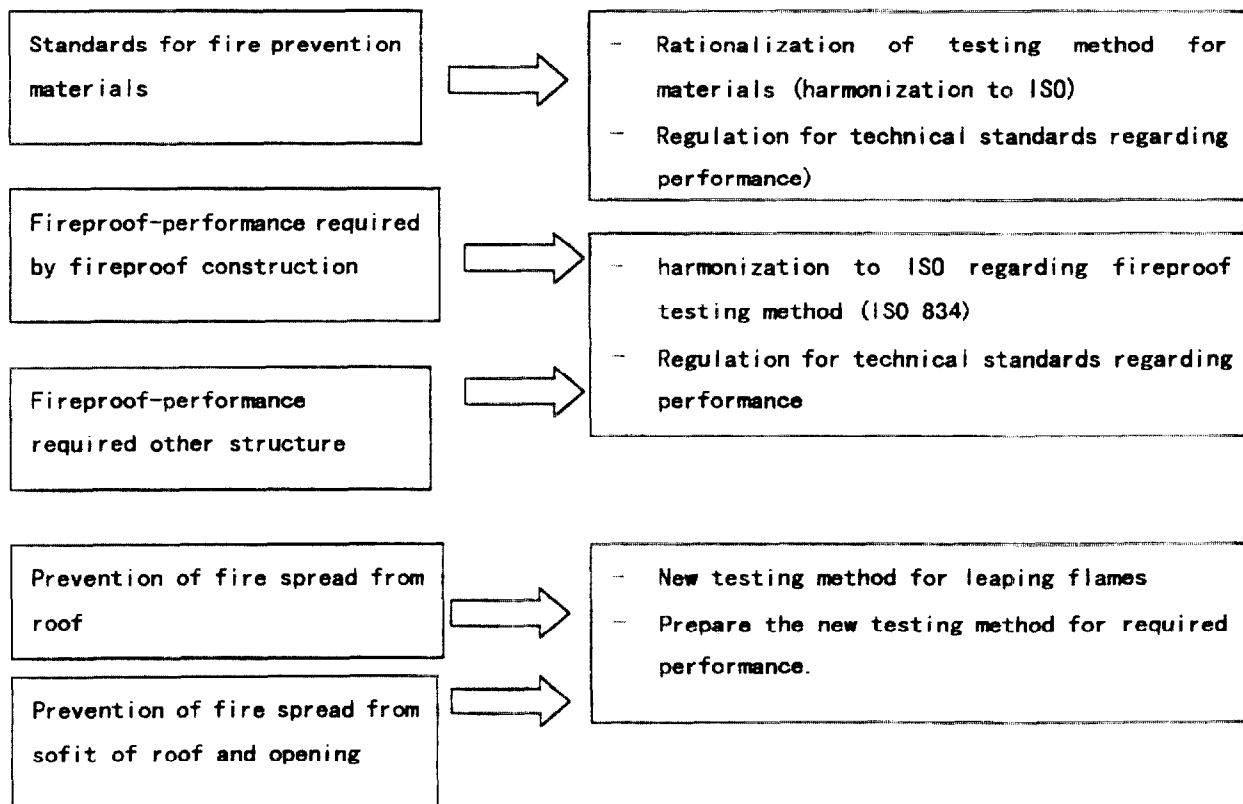 Standards for fire prevention
materials
– Rationalization of testing method for
materials (harmonization to ISO)
– Regulation for technical standards regarding
performance)
Fireproof-performance required
by fireproof construction
– harmonization to ISO regarding fireproof
testing method (ISO 834)
– Regulation for technical standards regarding
performance
Fireproof-performance
required other structure
Prevention of fire spread from
roof
– New testing method for leaping flames
– Prepare the new testing method for required
performance.
Prevention of fire spread from
sofit of roof and opening